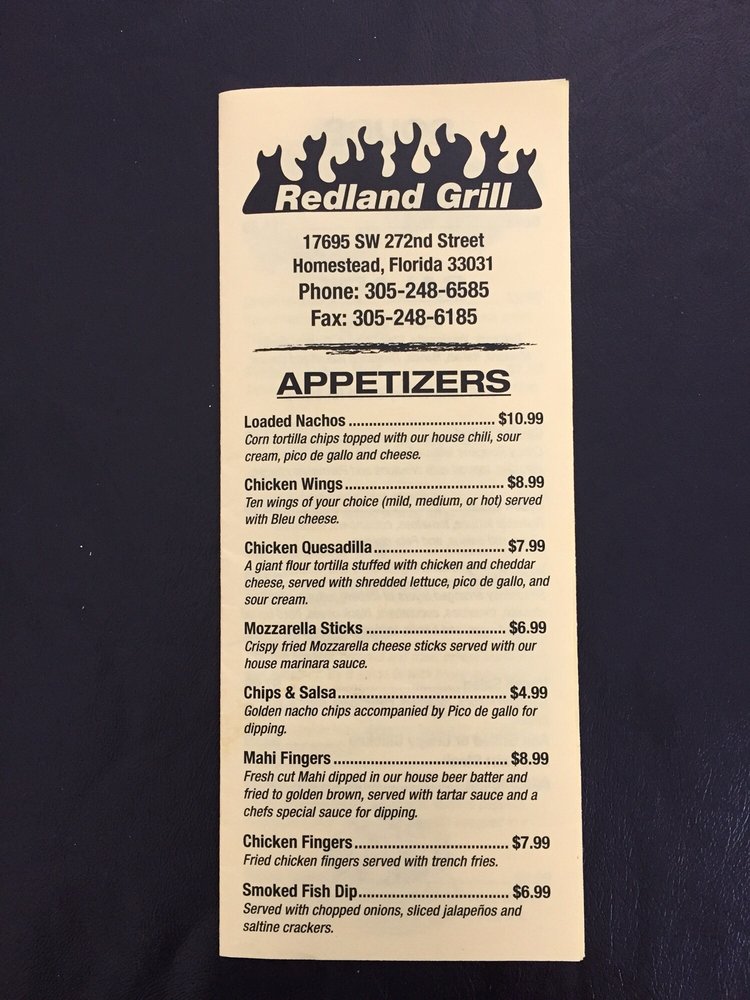 Redland Grill
17695 SW 272nd Street
Homestead, Florida 33031
Phone: 305-248-6585
Fax: 305-248-6185
APPETIZERS
Loaded Nachos.................................... $10.99
Corn tortilla chips topped with our house chili, sour
cream, pico de gallo and cheese.
Chicken Wings........................................ $8.99
Ten wings of your choice (mild, medium, or hot) served
with Bleu cheese.
Chicken Quesadilla................................. $7.99
A giant flour tortilla stuffed with chicken and cheddar
cheese, served with shredded lettuce, pico de gallo, and
sour cream.
Mozzarella Sticks ................................... $6.99
Crispy fried Mozzarella cheese sticks served with our
house marinara sauce.
Chips & Salsa.......................................... $4.99
Golden nacho chips accompanied by Pico de gallo for
dipping.
Mahi Fingers ............................................$8.99
Fresh cut Mahi dipped in our house beer batter and
fried to golden brown, served with tartar sauce and a
chefs special sauce for dipping.
Chicken Fingers....................................... $7.99
Fried chicken fingers served with trench fries.
Smoked Fish Dip...................................... $6.99
Served with chopped onions, sliced jalapeños and
saltine crackers.